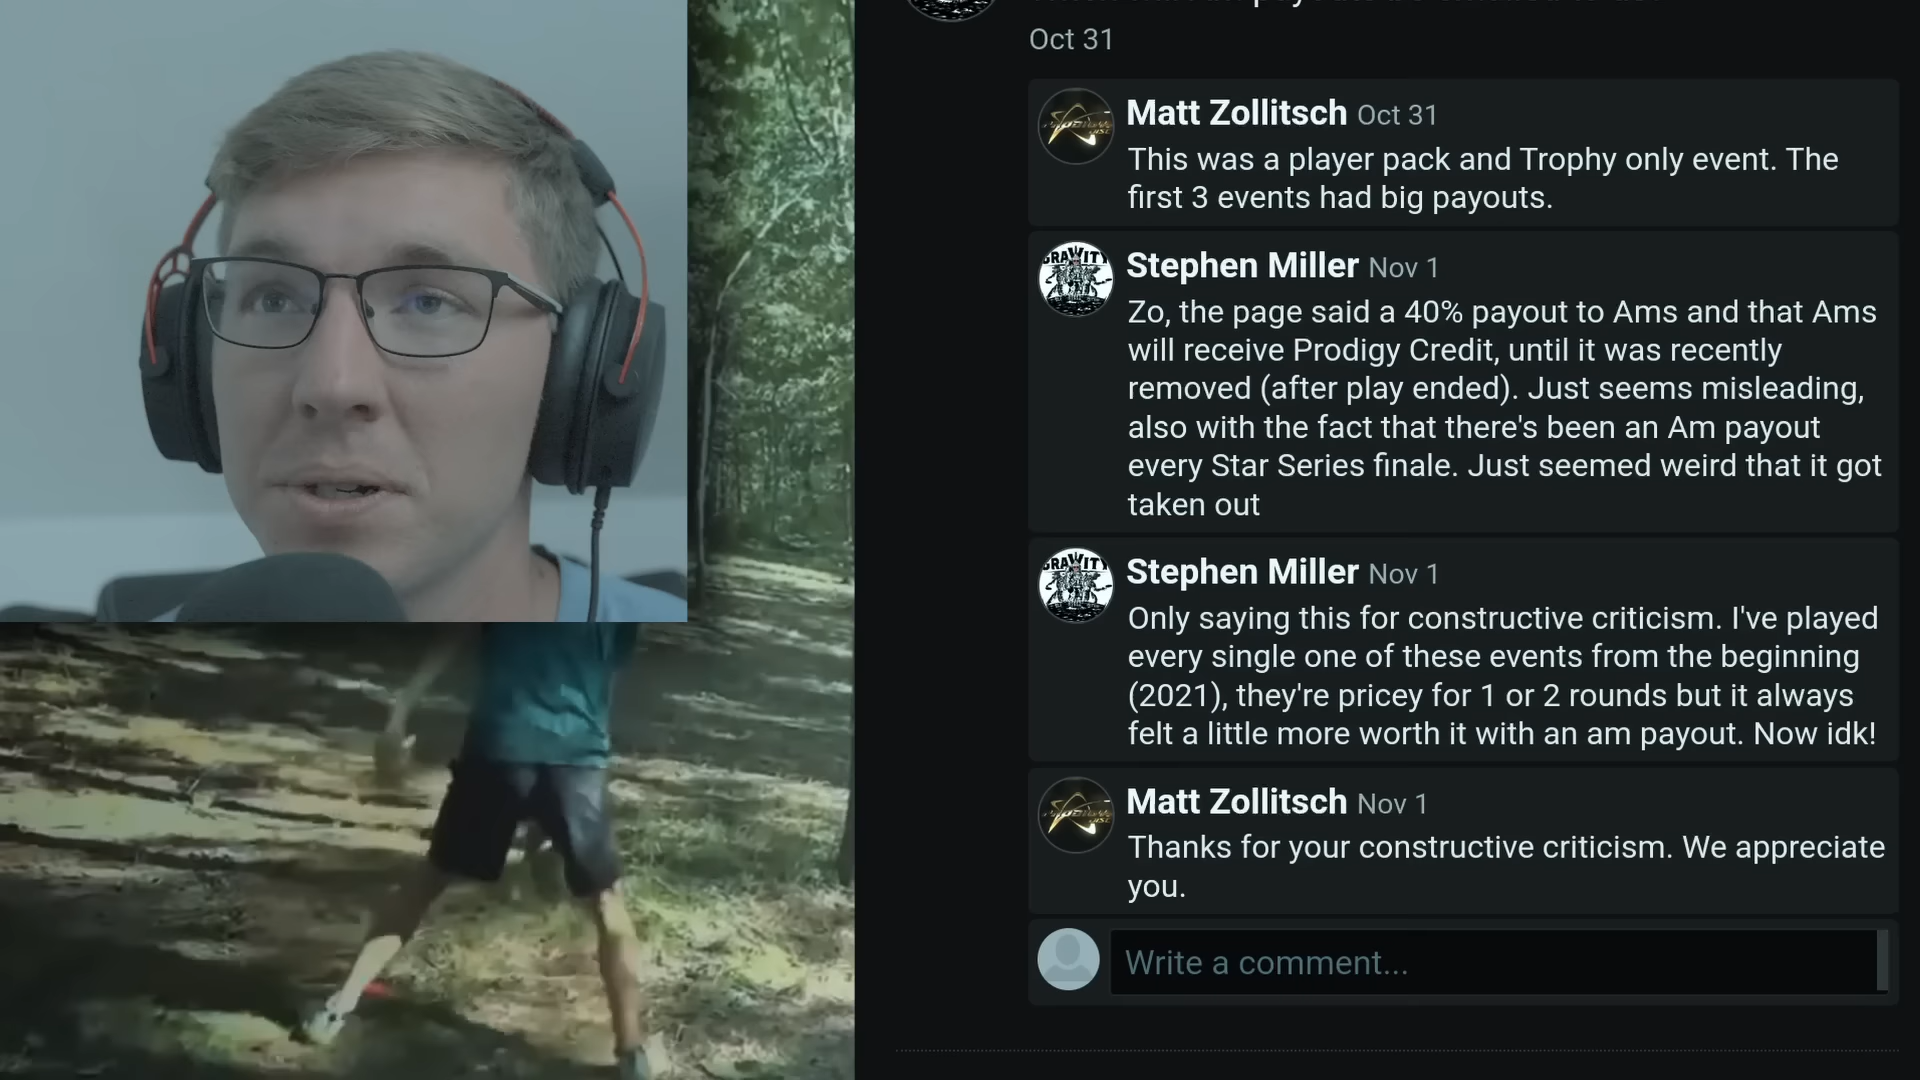 Oct 31
Matt Zollitsch Oct 31
This was a player pack and Trophy only event. The
first 3 events had big payouts.
GRAWITY
Stephen Miller Nov 1
Zo, the page said a 40% payout to Ams and that Ams
will receive Prodigy Credit, until it was recently
removed (after play ended). Just seems misleading,
also with the fact that there's been an Am payout
every Star Series finale. Just seemed weird that it got
taken out
Stephen Miller Nov 1
Only saying this for constructive criticism. I've played
every single one of these events from the beginning
(2021), they're pricey for 1 or 2 rounds but it always
felt a little more worth it with an am payout. Now idk!
Matt Zollitsch Nov 1
Thanks for your constructive criticism. We appreciate
you.
Write a comment...